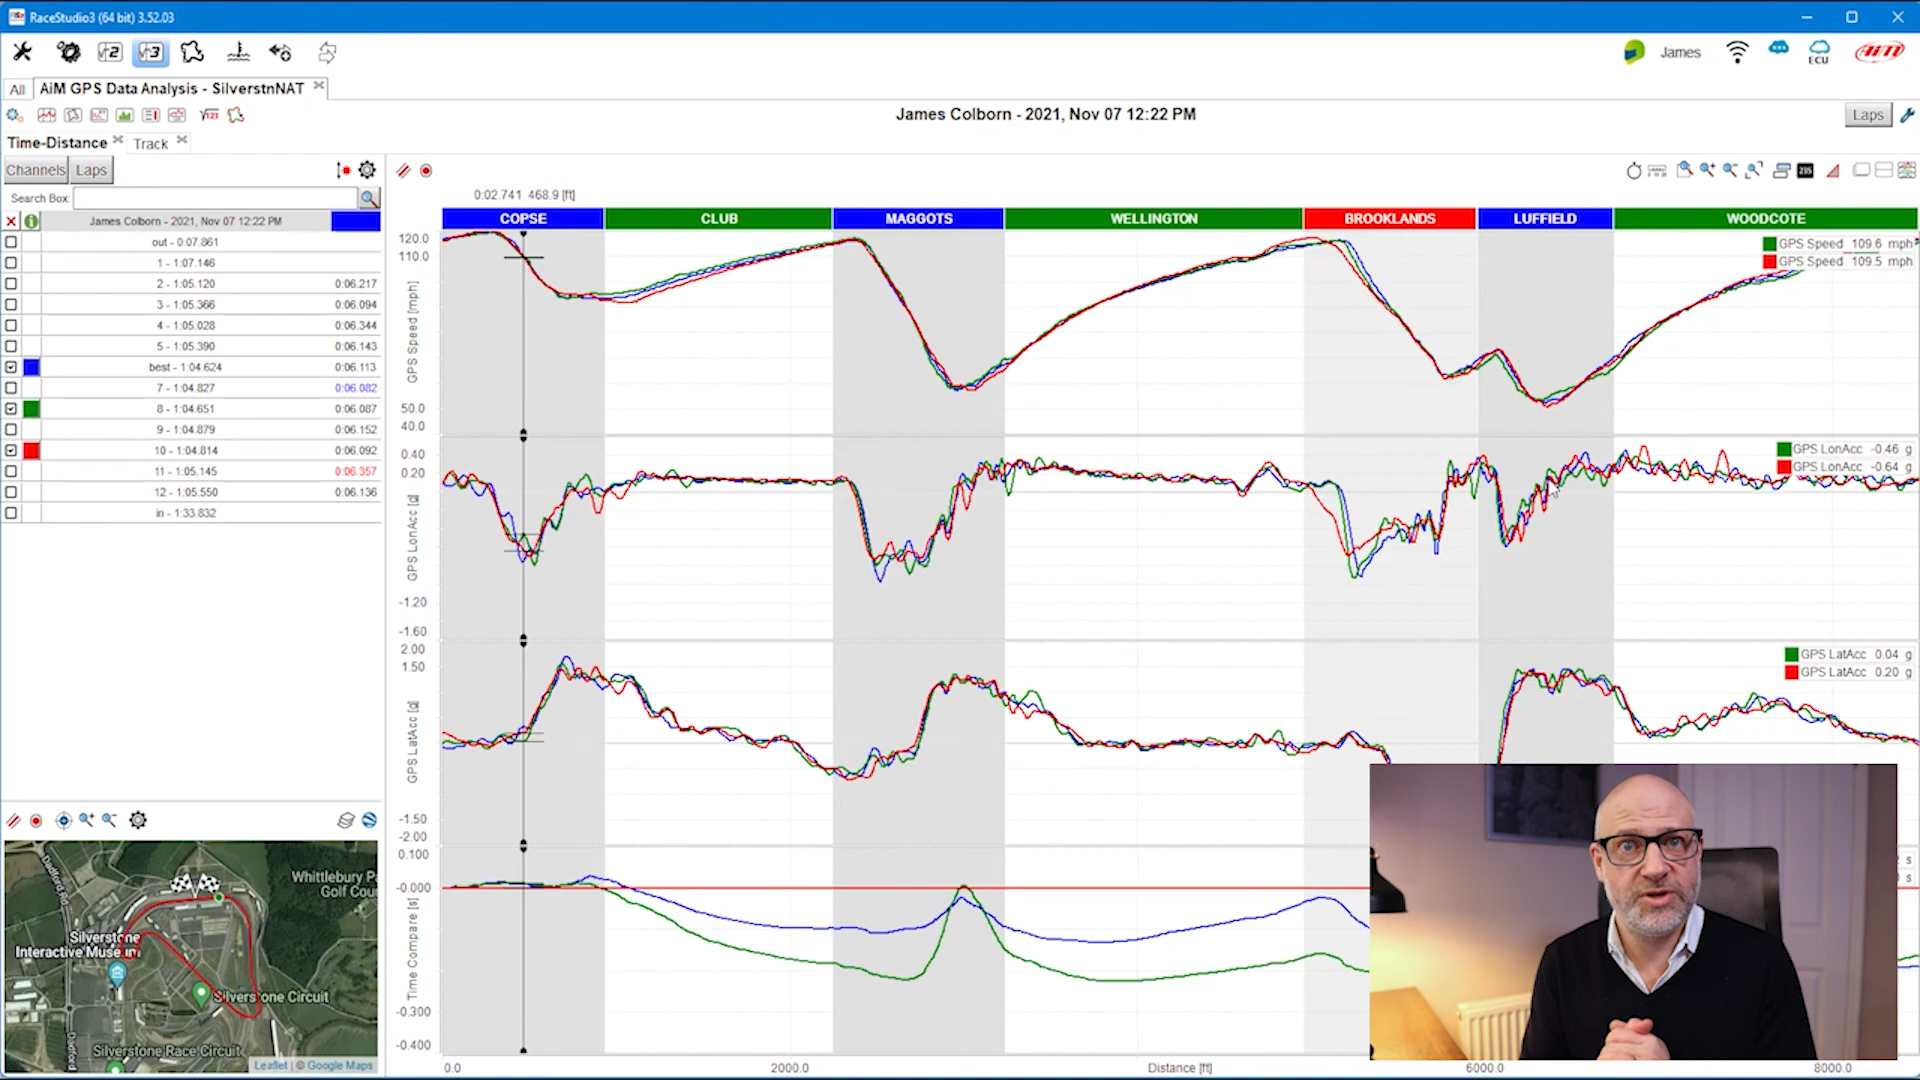 RaceStudio3 (64 bit) 3.52.03
James
ECU
AiM
All
AiM GPS Data Analysis - SilverstnNAT
James Colborn - 2021, Nov 07 12:22 PM
Laps
Time-Distance
Track
Channels
Laps
Search Box:
James Colborn - 2021, Nov 07 12:22 PM
out - 0:07.861
1 - 1:07.146
2 - 1:05.120 0:06.217
3 - 1:05.366 0:06.094
4 - 1:05.028 0:06.344
5 - 1:05.390 0:06.143
best - 1:04.624 0:06.113
7 - 1:04.827 0:06.082
8 - 1:04.651 0:06.087
9 - 1:04.879 0:06.152
10 - 1:04.814 0:06.092
11 - 1:05.145 0:06.357
12 - 1:05.550 0:06.136
in - 1:33.832
0:02.741 468.9 [ft]
COPSE
CLUB
MAGGOTS
WELLINGTON
BROOKLANDS
LUFFIELD
WOODCOTE
120.0
110.0
GPS Speed [mph]
50.0
40.0
GPS Speed 109.6 mph
GPS Speed 109.5 mph
0.40
0.20
GPS LonAcc [g]
-1.20
-1.60
GPS LonAcc -0.46 g
GPS LonAcc -0.64 g
2.00
1.50
GPS LatAcc [g]
-1.50
-2.00
GPS LatAcc 0.04 g
GPS LatAcc 0.20 g
0.100
-0.000
Time Compare [s]
-0.300
-0.400
s
s
0.0
2000.0
Distance [ft]
6000.0
8000.0
Dadford Rd
Whittlebury Pa
Golf Cour
Silverstone
Interactive Museum
Silverstone Circuit
Silverstone Race Circuit
Dadford
Leaflet | © Google Maps